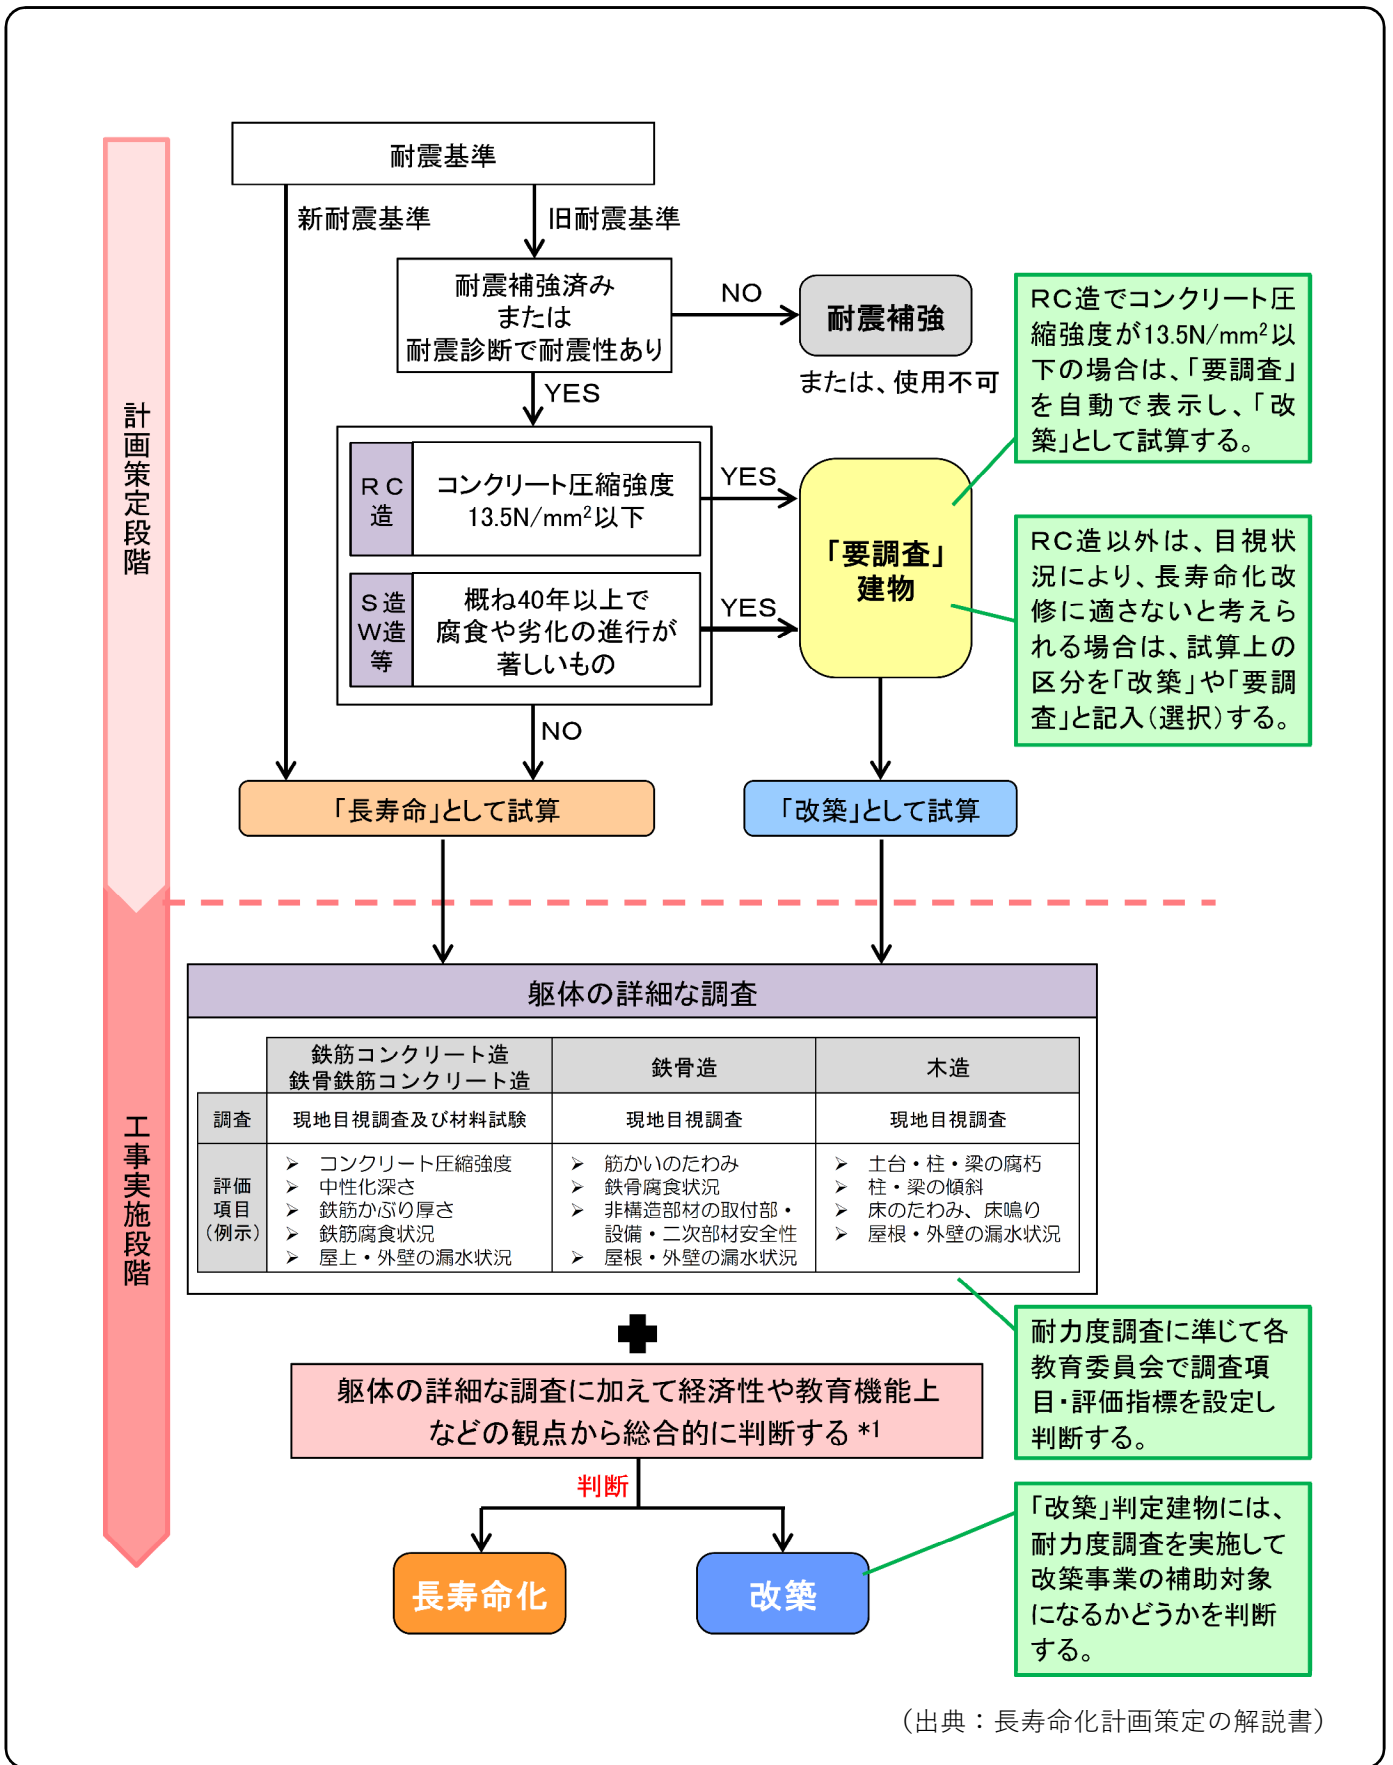 耐震基準
新耐震基準
旧耐震基準
耐震補強済み
または
耐震診断で耐震性あり
NO
耐震補強
または、使用不可
YES
RC造でコンクリート圧
縮強度が13.5N/mm²以
下の場合は、「要調査」
を自動で表示し、「改
築」として試算する。
計画策定段階
RC
造
コンクリート圧縮強度
13.5N/mm²以下
YES
S造
W造
等
概ね40年以上で
腐食や劣化の進行が
著しいもの
YES
「要調査」
建物
RC造以外は、目視状
況により、長寿命化改
修に適さないと考えら
れる場合は、試算上の
区分を「改築」や「要調
査」と記入(選択)する。
NO
「長寿命」として試算
「改築」として試算
工事実施段階
躯体の詳細な調査
鉄筋コンクリート造
鉄骨鉄筋コンクリート造
鉄骨造
木造
調査
現地目視調査及び材料試験
現地目視調査
現地目視調査
評価
項目
(例示)
➢ コンクリート圧縮強度
➢ 中性化深さ
➢ 鉄筋かぶり厚さ
➢ 鉄筋腐食状況
➢ 屋上・外壁の漏水状況
➢ 筋かいのたわみ
➢ 鉄骨腐食状況
➢ 非構造部材の取付部・
設備・二次部材安全性
➢ 屋根・外壁の漏水状況
➢ 土台・柱・梁の腐朽
➢ 柱・梁の傾斜
➢ 床のたわみ、床鳴り
➢ 屋根・外壁の漏水状況
耐力度調査に準じて各
教育委員会で調査項
目・評価指標を設定し
判断する。
躯体の詳細な調査に加えて経済性や教育機能上
などの観点から総合的に判断する *1
判断
長寿命化
改築
「改築」判定建物には、
耐力度調査を実施して
改築事業の補助対象
になるかどうかを判断
する。
(出典:長寿命化計画策定の解説書)